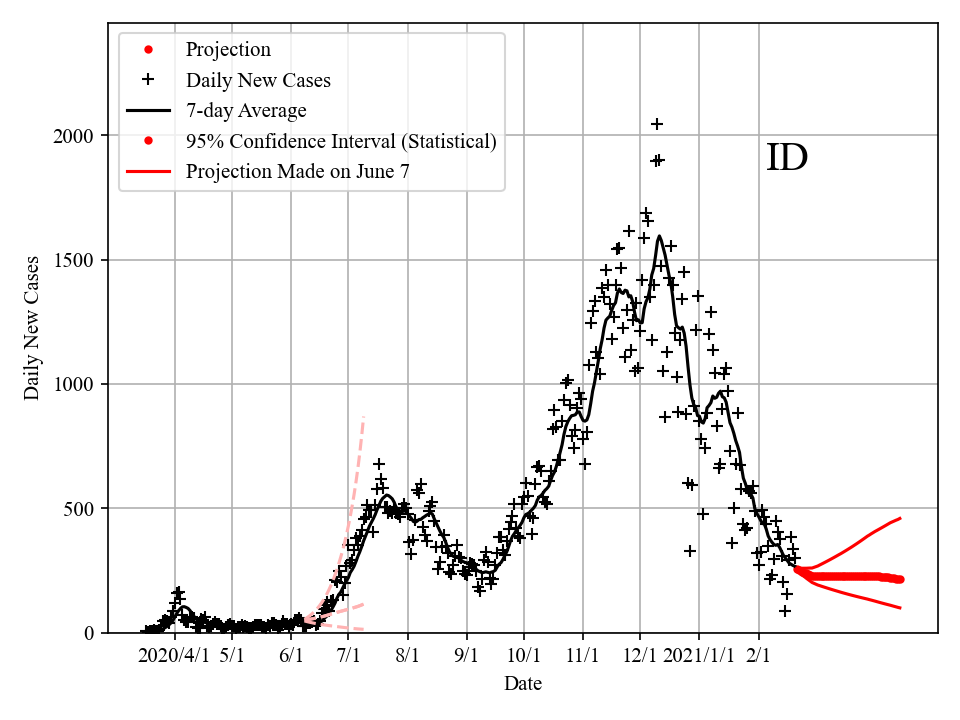 Projection
Daily New Cases
7-day Average
95% Confidence Interval (Statistical)
Projection Made on June 7
ID
Daily New Cases
2000
1500
1000
500
0
2020/4/1 5/1 6/1 7/1 8/1 9/1 10/1 11/1 12/1 2021/1/1 2/1
Date